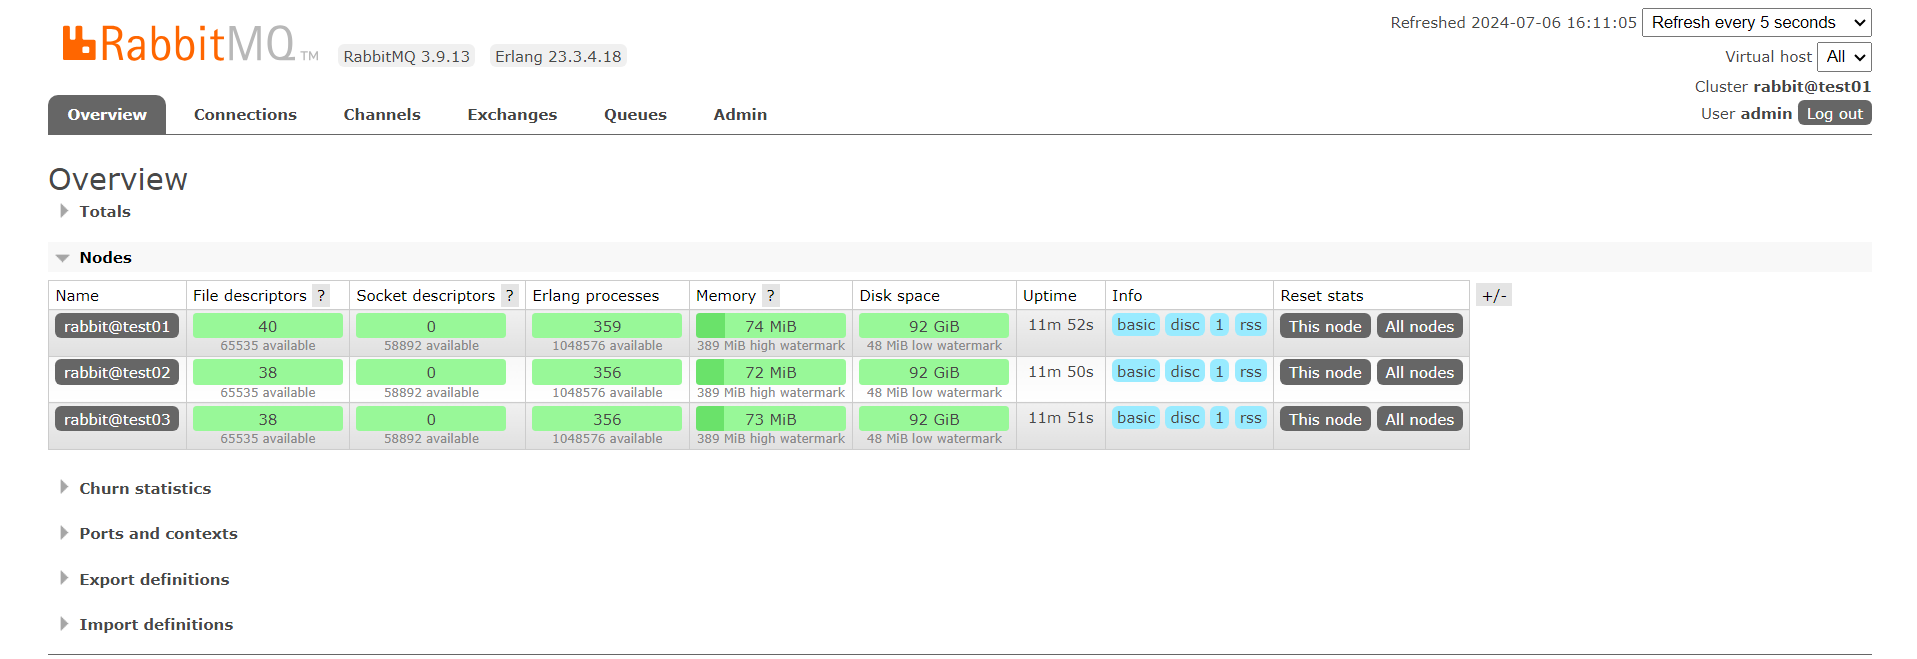 RabbitMQ TM RabbitMQ 3.9.13 Erlang 23.3.4.18
Refreshed 2024-07-06 16:11:05 Refresh every 5 seconds
Virtual host All
Cluster rabbit@test01
User admin Log out
Overview Connections Channels Exchanges Queues Admin
Overview
Totals
Nodes
Name File descriptors ? Socket descriptors ? Erlang processes Memory ? Disk space Uptime Info Reset stats +/-
rabbit@test01 40 0 359 74 MiB 92 GiB 11m 52s basic disc 1 rss This node All nodes
65535 available 58892 available 1048576 available 389 MiB high watermark 48 MiB low watermark
rabbit@test02 38 0 356 72 MiB 92 GiB 11m 50s basic disc 1 rss This node All nodes
65535 available 58892 available 1048576 available 389 MiB high watermark 48 MiB low watermark
rabbit@test03 38 0 356 73 MiB 92 GiB 11m 51s basic disc 1 rss This node All nodes
65535 available 58892 available 1048576 available 389 MiB high watermark 48 MiB low watermark
Churn statistics
Ports and contexts
Export definitions
Import definitions